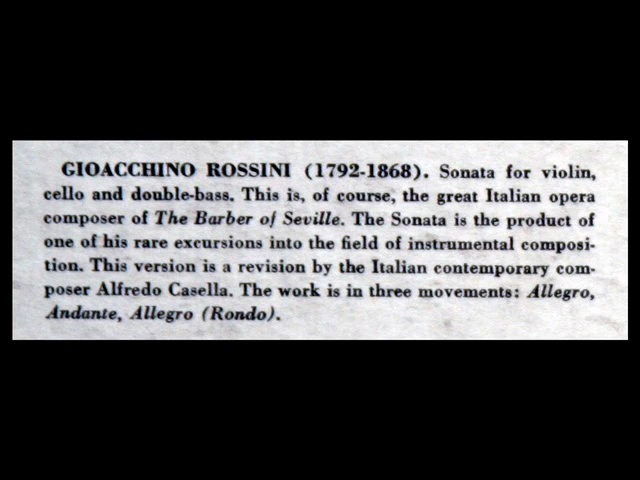 GIOACCHINO ROSSINI (1792-1868). Sonata for violin,
cello and double-bass. This is, of course, the great Italian opera
composer of The Barber of Seville. The Sonata is the product of
one of his rare excursions into the field of instrumental composi-
tion. This version is a revision by the Italian contemporary com-
poser Alfredo Casella. The work is in three movements: Allegro,
Andante, Allegro (Rondo).